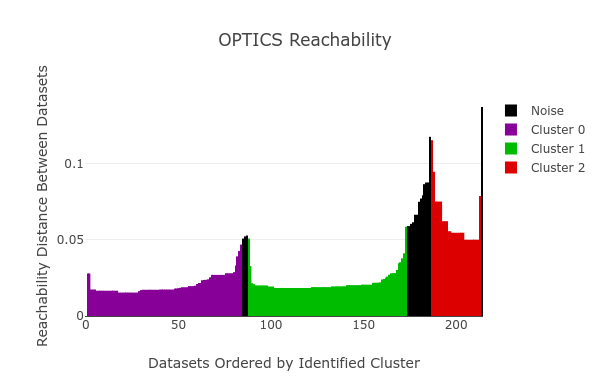 OPTICS Reachability
Reachability Distance Between Datasets
0.1
0.05
0
0
50
100
150
200
Datasets Ordered by Identified Cluster
Noise
Cluster 0
Cluster 1
Cluster 2